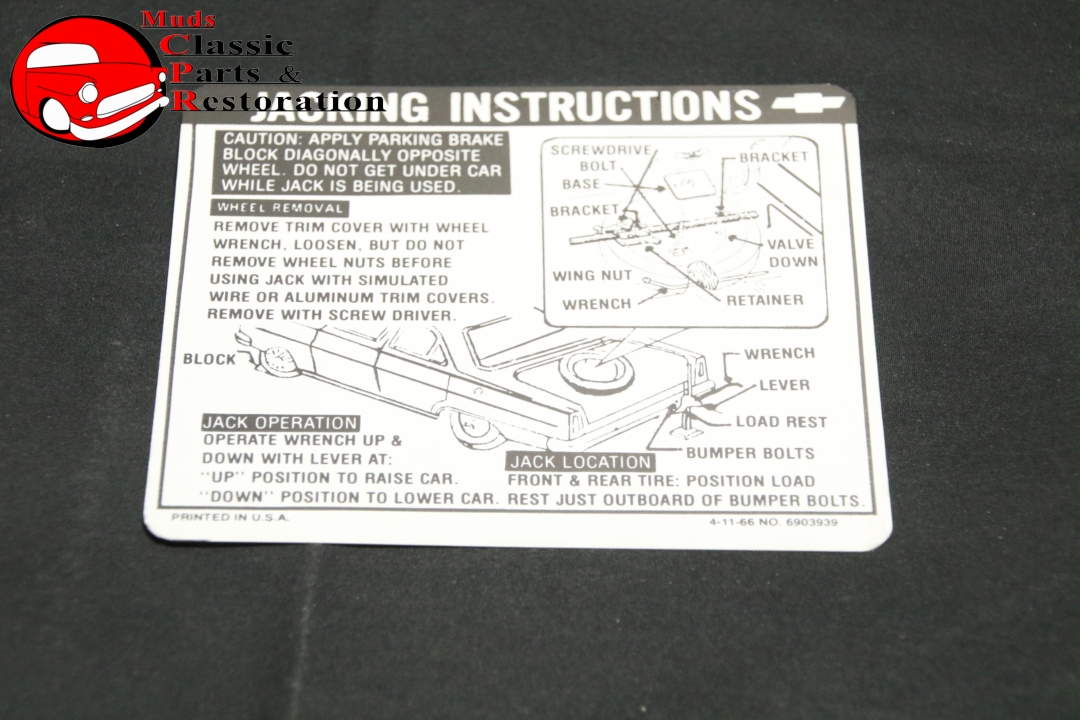 Muds
Classic
Parts &
Restoration
JACKING INSTRUCTIONS
CAUTION: APPLY PARKING BRAKE
BLOCK DIAGONALLY OPPOSITE
WHEEL. DO NOT GET UNDER CAR
WHILE JACK IS BEING USED.
WHEEL REMOVAL
REMOVE TRIM COVER WITH WHEEL
WRENCH, LOOSEN, BUT DO NOT
REMOVE WHEEL NUTS BEFORE
USING JACK WITH SIMULATED
WIRE OR ALUMINUM TRIM COVERS.
REMOVE WITH SCREW DRIVER.
SCREWDRIVE
BOLT
BASE
BRACKET
BRACKET
VALVE
DOWN
WING NUT
WRENCH
RETAINER
BLOCK
WRENCH
LEVER
LOAD REST
BUMPER BOLTS
JACK OPERATION
OPERATE WRENCH UP &
DOWN WITH LEVER AT:
"UP" POSITION TO RAISE CAR.
"DOWN" POSITION TO LOWER CAR.
JACK LOCATION
FRONT & REAR TIRE: POSITION LOAD
REST JUST OUTBOARD OF BUMPER BOLTS.
PRINTED IN U.S.A.
4-11-66 NO. 6903939